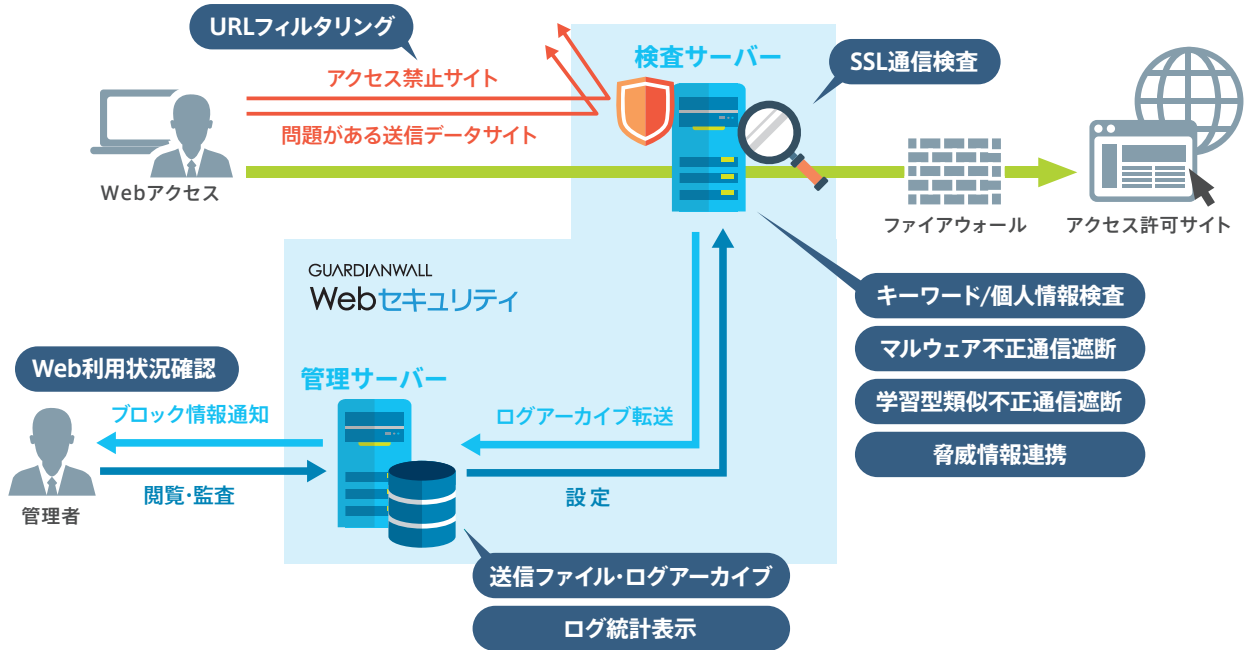 URLフィルタリング
検査サーバー
SSL通信検査
アクセス禁止サイト
問題がある送信データサイト
Webアクセス
ファイアウォール
アクセス許可サイト
GUARDIANWALL
Webセキュリティ
キーワード/個人情報検査
マルウェア不正通信遮断
学習型類似不正通信遮断
脅威情報連携
Web利用状況確認
管理サーバー
ブロック情報通知
ログアーカイブ転送
閲覧・監査
設定
管理者
送信ファイル・ログアーカイブ
ログ統計表示